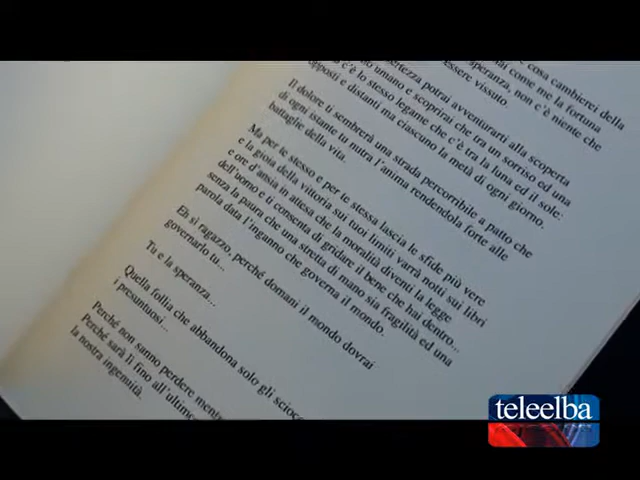 e cosa cambierei della
mai come me la fortuna
speranza, non c'è niente che
essere vissuto.
certezza potrai avventurarti alla scoperta
umano e scoprirai che tra un sorriso ed una
c'è lo stesso legame che c'è tra la luna ed il sole:
opposti e distanti ma ciascuno la metà di ogni giorno.
Il dolore ti sembrerà una strada percorribile a patto che
di ogni istante tu nutra l'anima rendendola forte alle
battaglie della vita.
Ma per te stesso e per te stessa lascia le sfide più vere
e la gioia della vittoria sui tuoi limiti varrà notti sui libri
e ore d'ansia in attesa che la moralità diventi la legge
dell'uomo e ti consenta di gridare il bene che hai dentro...
senza la paura che una stretta di mano sia fragilità ed una
parola data l'inganno che governa il mondo.
Eh sì ragazzo, perché domani il mondo dovrai
governarlo tu...
Tu e la speranza...
Quella follia che abbandona solo gli
i presuntuosi...
Perché non sanno perdere
Perché sarà lì fino
la nostra ingenuità.
teleelba